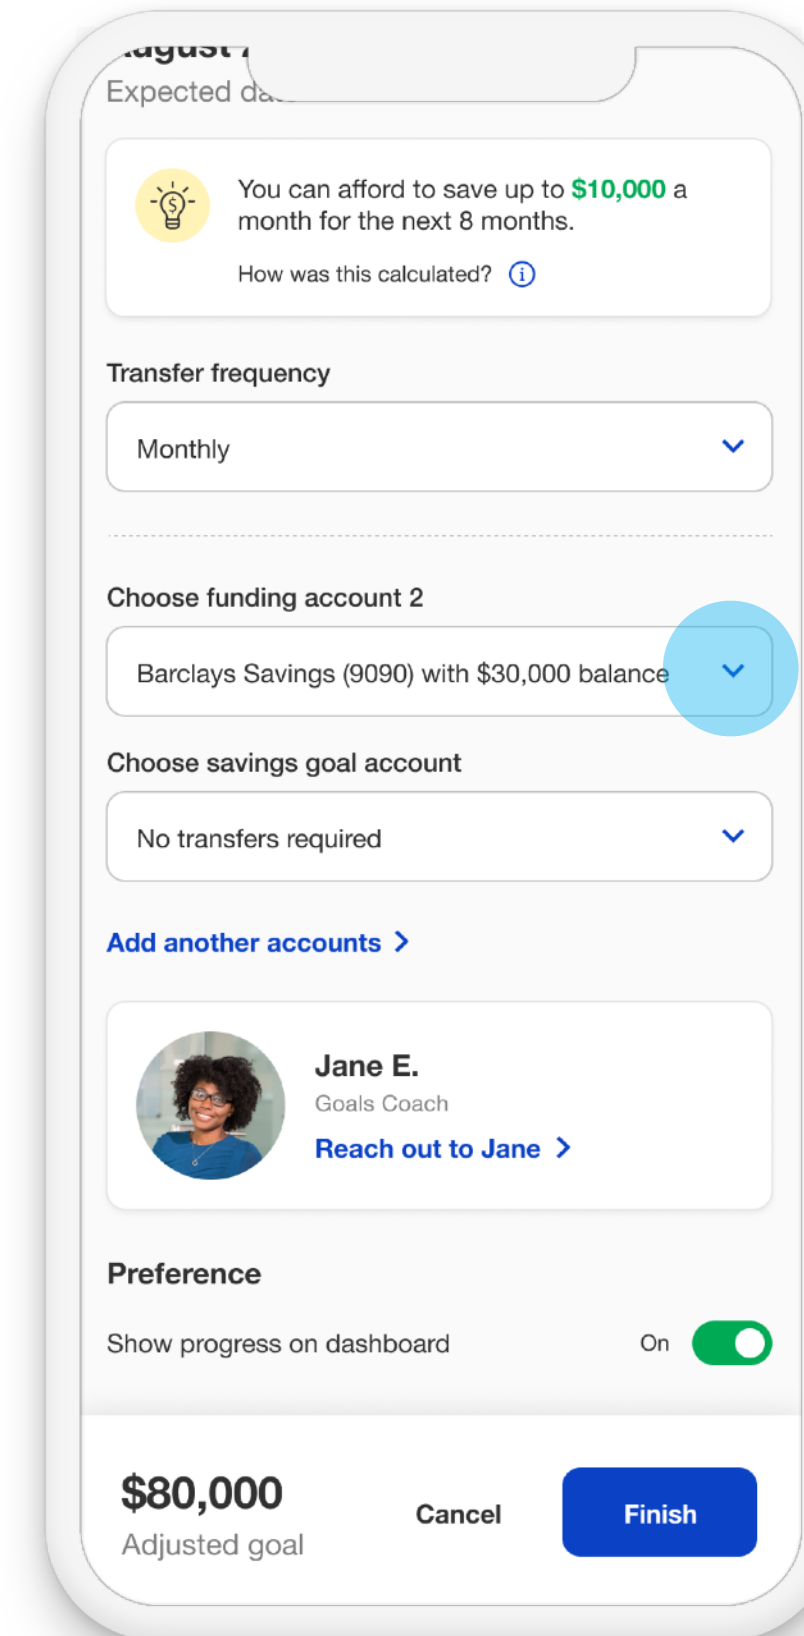 August
Expected
You can afford to save up to $10,000 a
month for the next 8 months.
How was this calculated?
Transfer frequency
Monthly
Choose funding account 2
Barclays Savings (9090) with $30,000 balance
Choose savings goal account
No transfers required
Add another accounts
Jane E.
Goals Coach
Reach out to Jane
Preference
Show progress on dashboard
On
$80,000
Adjusted goal
Cancel
Finish